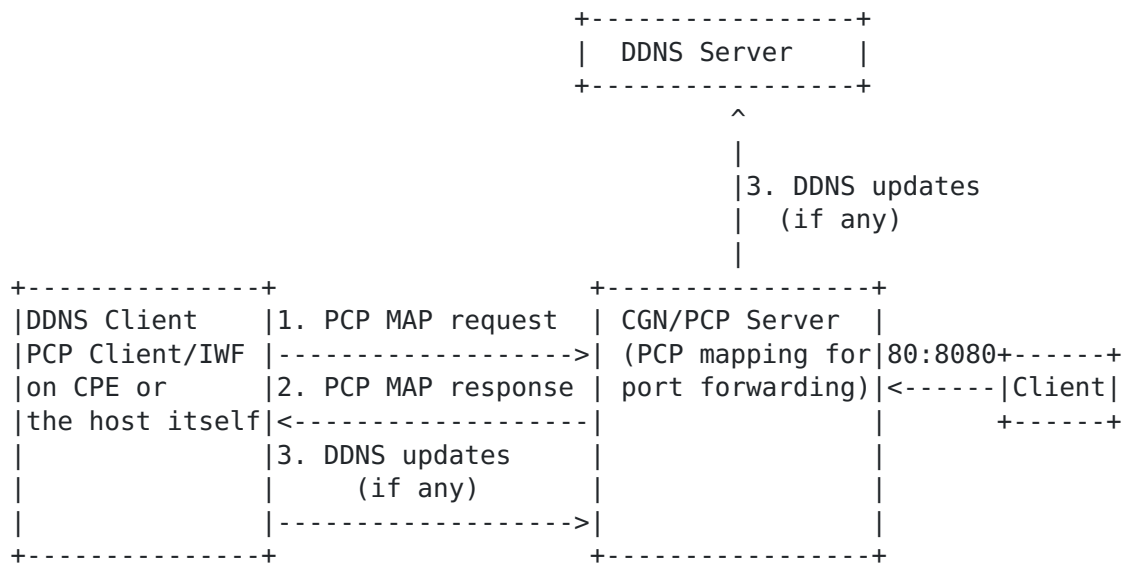 DDNS Server
3. DDNS updates
(if any)
DDNS Client
PCP Client/IWF
on CPE or
the host itself
1. PCP MAP request
2. PCP MAP response
3. DDNS updates
(if any)
CGN/PCP Server
(PCP mapping for
port forwarding)
80:8080
Client